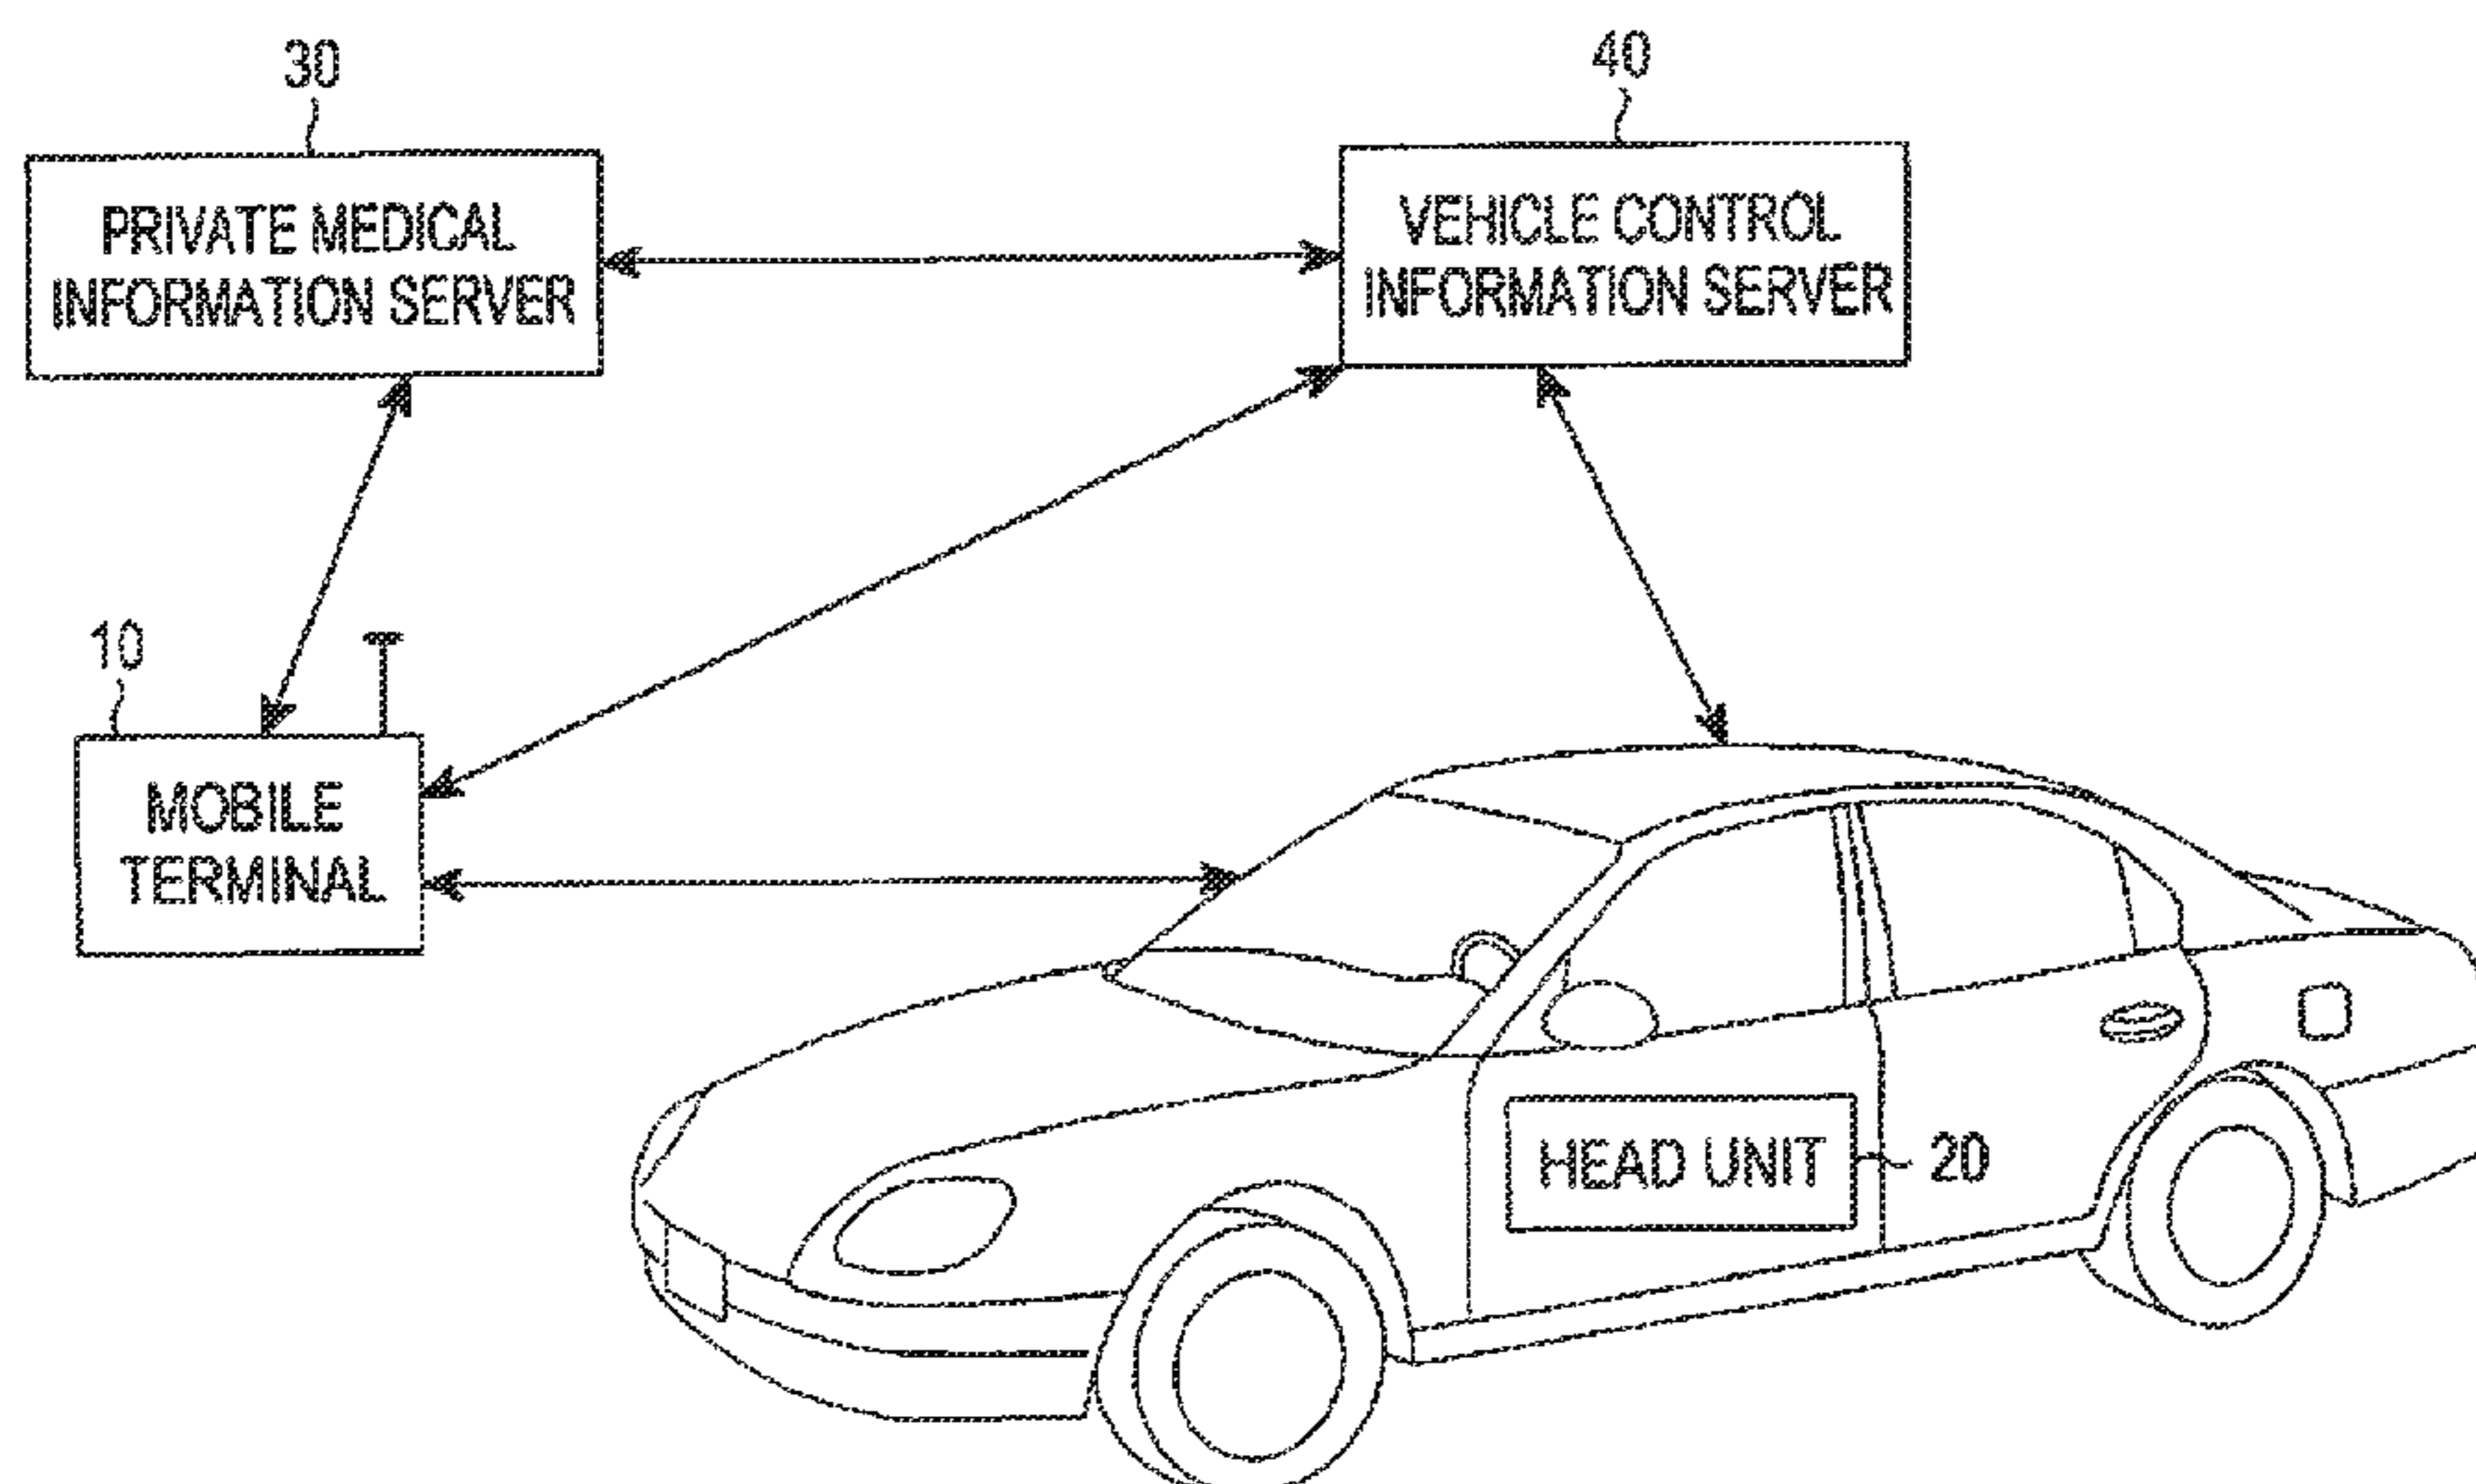 30
40
PRIVATE MEDICAL
INFORMATION SERVER
VEHICLE CONTROL
INFORMATION SERVER
10
MOBILE
TERMINAL
HEAD UNIT
20